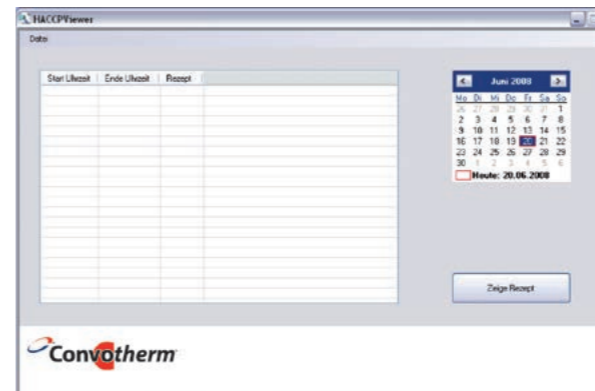 HACCPViewer
Datei
Start Uhrzeit Ende Uhrzeit Rezept
Juni 2008
Mo Di Mi Do Fr Sa So
26 27 28 29 30 31 1
2 3 4 5 6 7 8
9 10 11 12 13 14 15
16 17 18 19 20 21 22
23 24 25 26 27 28 29
30 1 2 3 4 5 6
Heute: 20.06.2008
Zeige Rezept
Convotherm